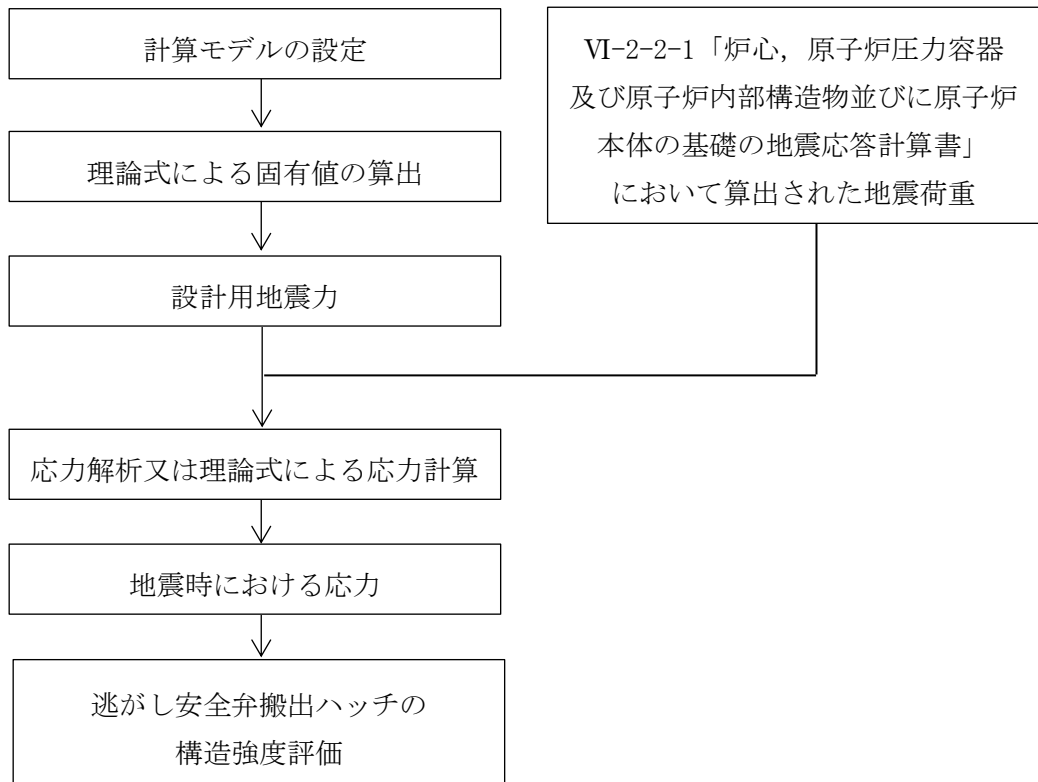 計算モデルの設定
理論式による固有値の算出
設計用地震力
Ⅵ-2-2-1「炉心，原子炉圧力容器
及び原子炉内部構造物並びに原子炉
本体の基礎の地震応答計算書」
において算出された地震荷重
応力解析又は理論式による応力計算
地震時における応力
逃がし安全弁搬出ハッチの
構造強度評価